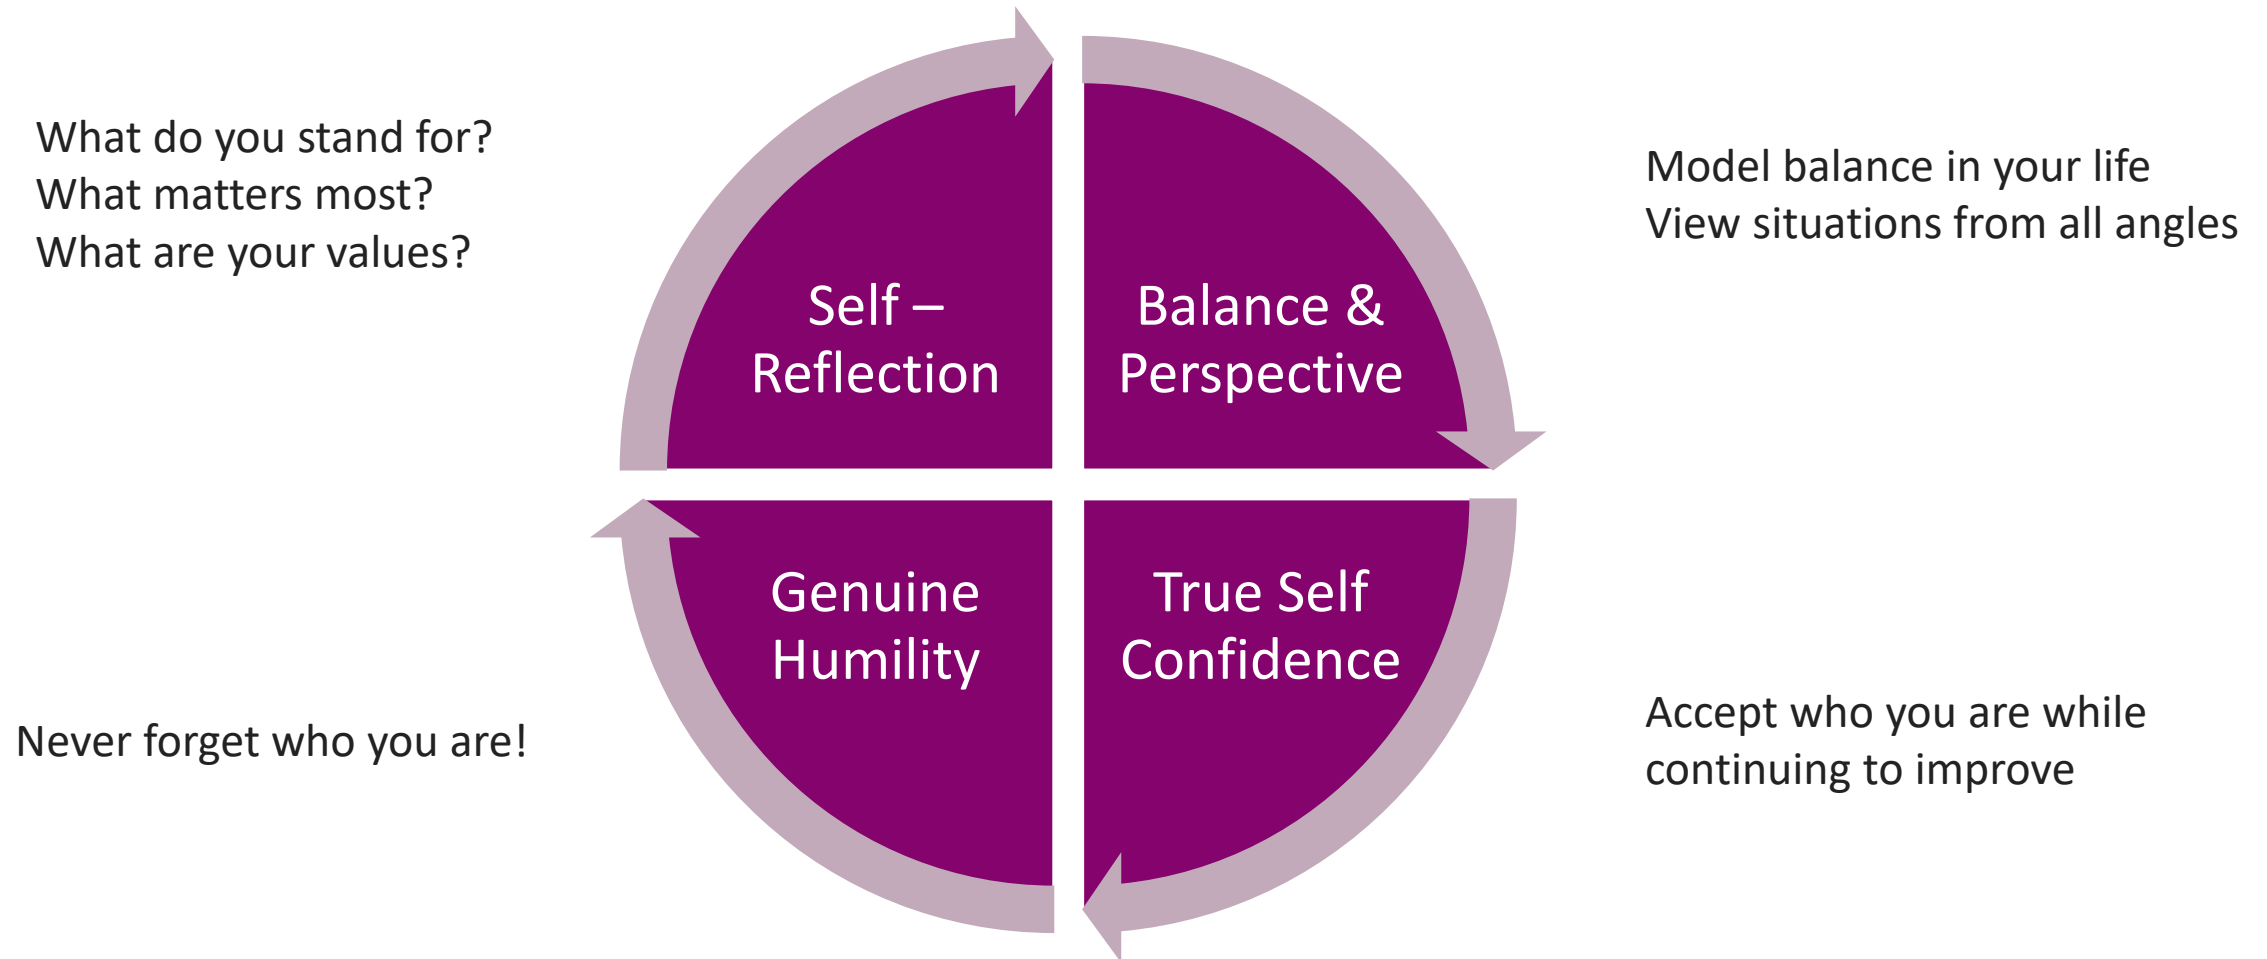 What do you stand for?
What matters most?
What are your values?
Self –
Reflection
Balance &
Perspective
Model balance in your life
View situations from all angles
Never forget who you are!
Genuine
Humility
True Self
Confidence
Accept who you are while
continuing to improve